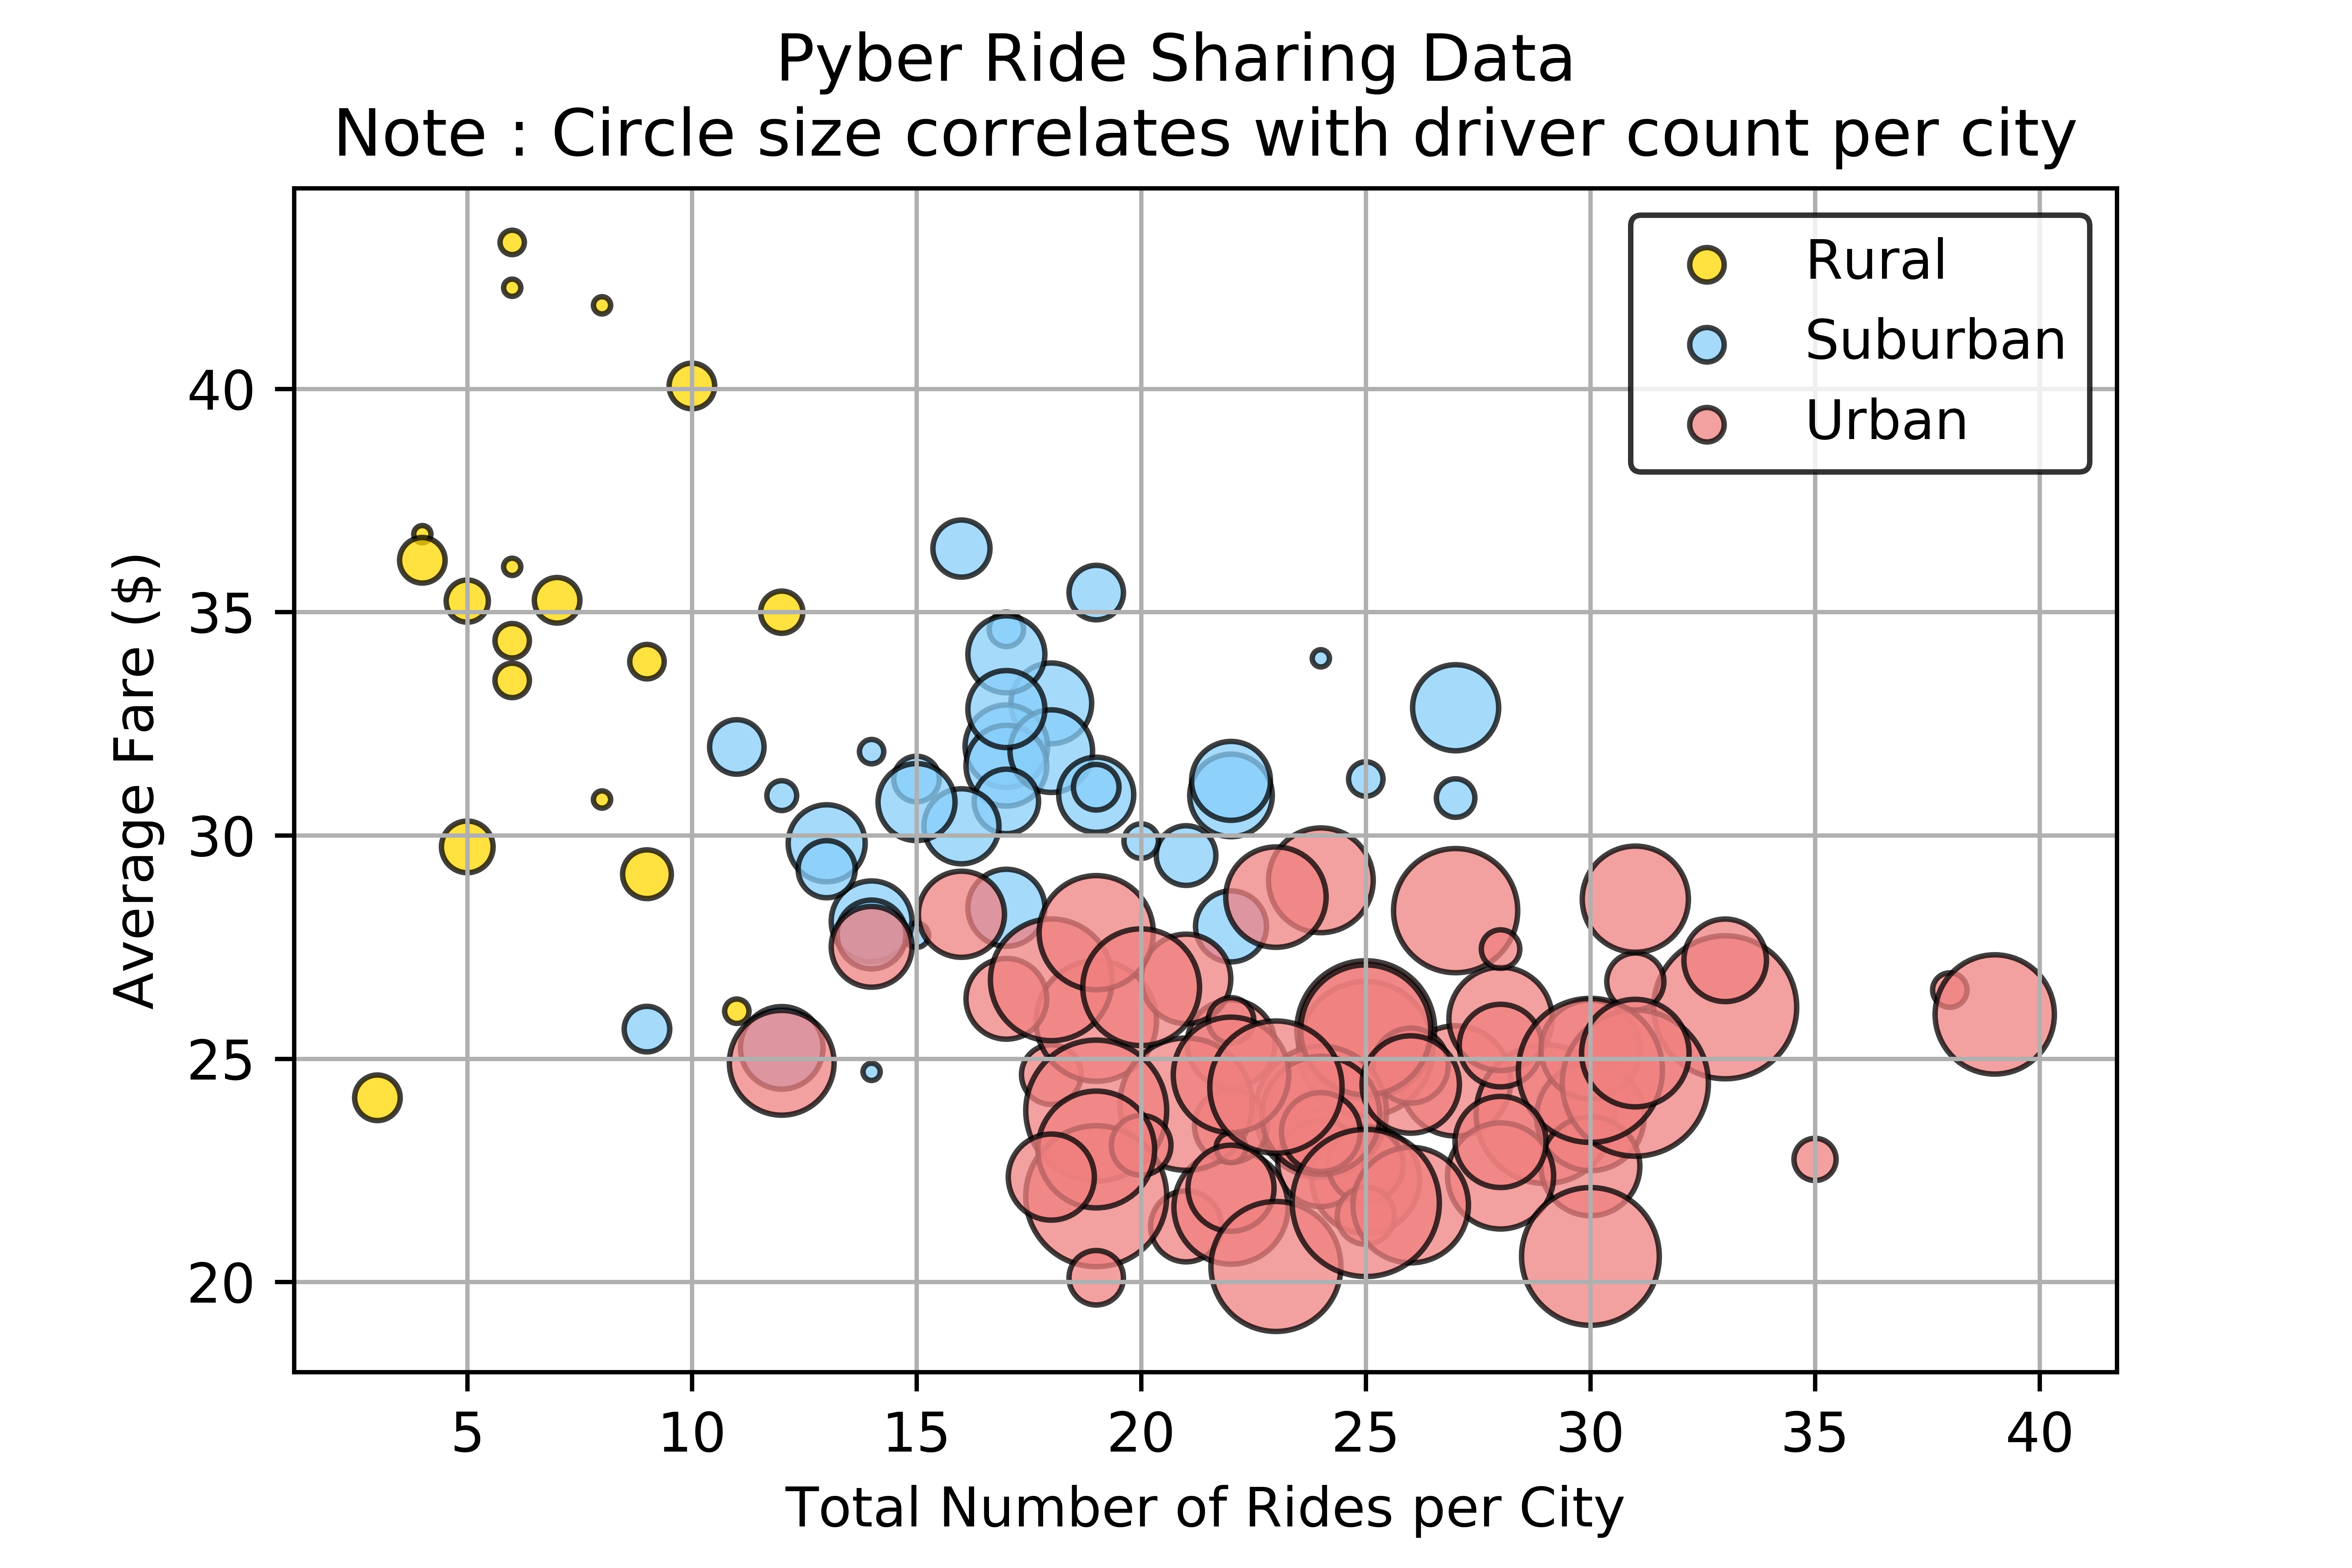 Pyber Ride Sharing Data
Note : Circle size correlates with driver count per city
Rural
Suburban
Urban
Average Fare ($)
40
35
30
25
20
5 10 15 20 25 30 35 40
Total Number of Rides per City